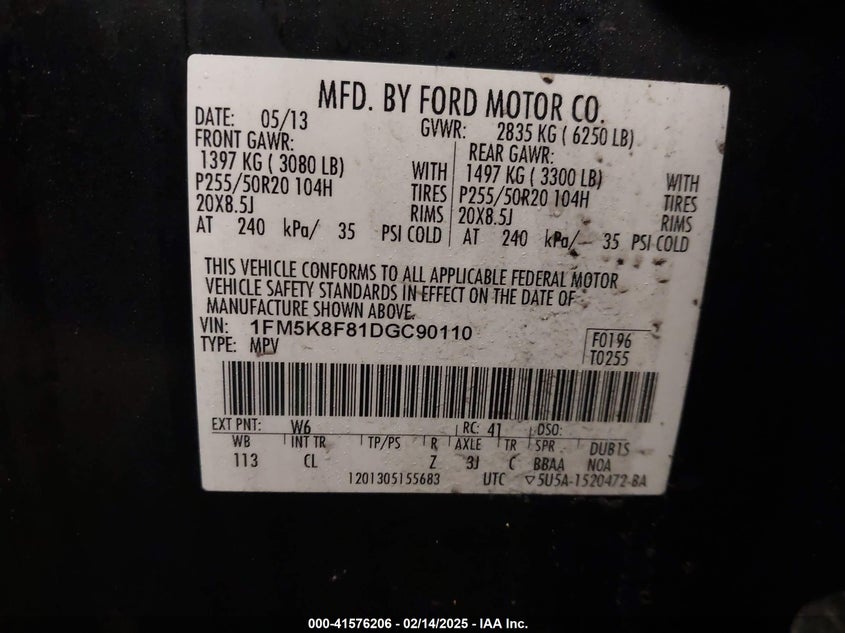 MFD. BY FORD MOTOR CO.
DATE: 05/13 GVWR: 2835 KG ( 6250 LB)
FRONT GAWR: REAR GAWR:
1397 KG ( 3080 LB) WITH 1497 KG ( 3300 LB) WITH
P255/50R20 104H TIRES P255/50R20 104H TIRES
20X8.5J RIMS 20X8.5J RIMS
AT 240 kPa/ 35 PSI COLD AT 240 kPa/ 35 PSI COLD
THIS VEHICLE CONFORMS TO ALL APPLICABLE FEDERAL MOTOR
VEHICLE SAFETY STANDARDS IN EFFECT ON THE DATE OF
MANUFACTURE SHOWN ABOVE.
VIN: 1FM5K8F81DGC90110 F0196
TYPE: MPV T0255
EXT PNT: W6 RC: 41 DSO:
WB INT TR TP/PS R AXLE TR SPR DUB1S
113 CL Z 3J C BBAA N0A
1201305155683 UTC ▽5U5A-1520472-BA
000-41576206 - 02/14/2025 - IAA Inc.